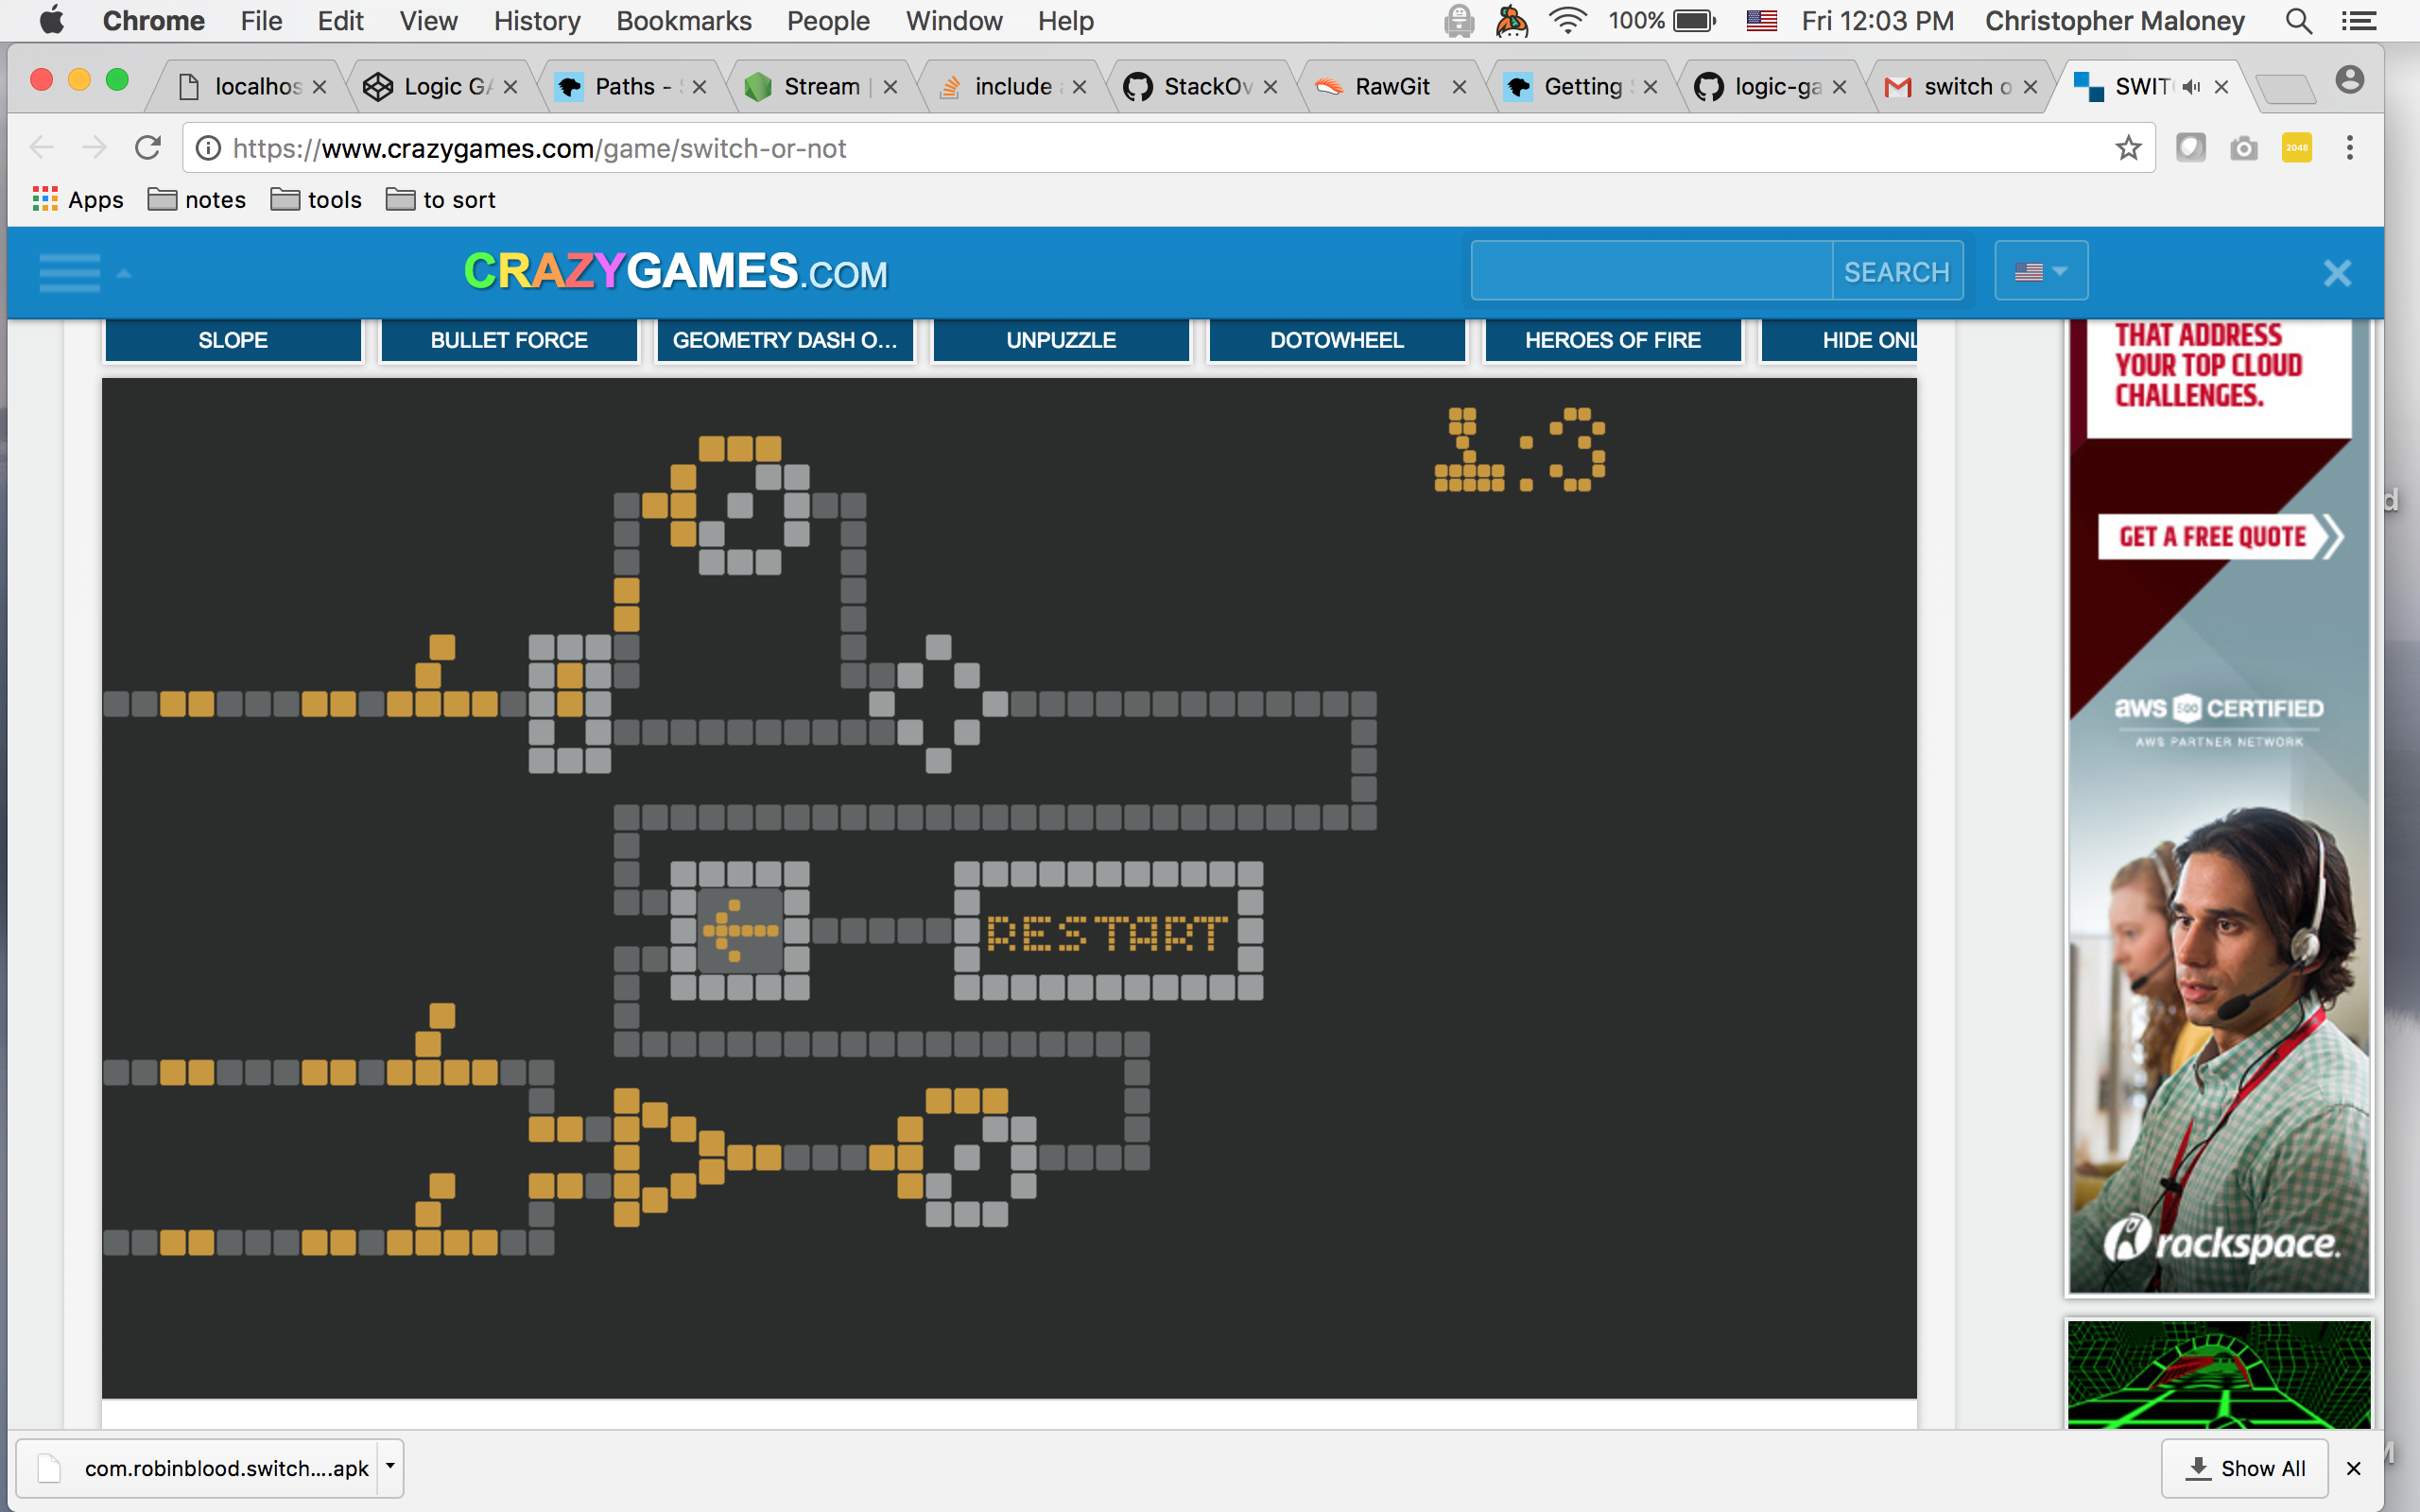 Chrome File Edit View History Bookmarks People Window Help 100% Fri 12:03 PM Christopher Maloney
localhos Logic GA Paths - Stream | include StackOv RawGit Getting logic-ga switch o SWIT
https://www.crazygames.com/game/switch-or-not 2048
Apps notes tools to sort
CRAZYGAMES.COM SEARCH
SLOPE BULLET FORCE GEOMETRY DASH O... UNPUZZLE DOTOWHEEL HEROES OF FIRE HIDE ONL
THAT ADDRESS
YOUR TOP CLOUD
CHALLENGES.
1:3
GET A FREE QUOTE
aws 500 CERTIFIED
AWS PARTNER NETWORK
RESTART
rackspace.
com.robinblood.switch....apk Show All